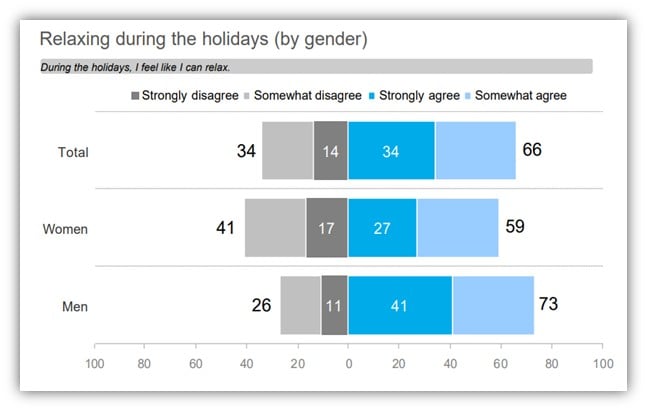 Relaxing during the holidays (by gender)
During the holidays, I feel like I can relax.
Strongly disagree Somewhat disagree Strongly agree Somewhat agree
Total 34 14 34 66
Women 41 17 27 59
Men 26 11 41 73
100 80 60 40 20 0 20 40 60 80 100